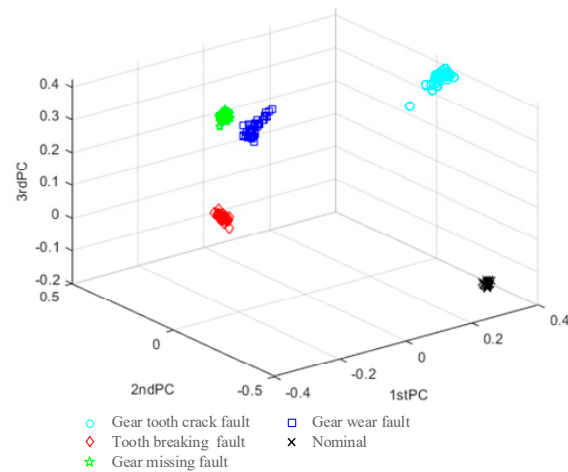 0.4
0.3
0.2
0.1
0
-0.1
-0.2
3rdPC
0.5
0
-0.5
2ndPC
-0.4
-0.2
0
0.2
0.4
1stPC
Gear tooth crack fault
Gear wear fault
Tooth breaking fault
Nominal
Gear missing fault